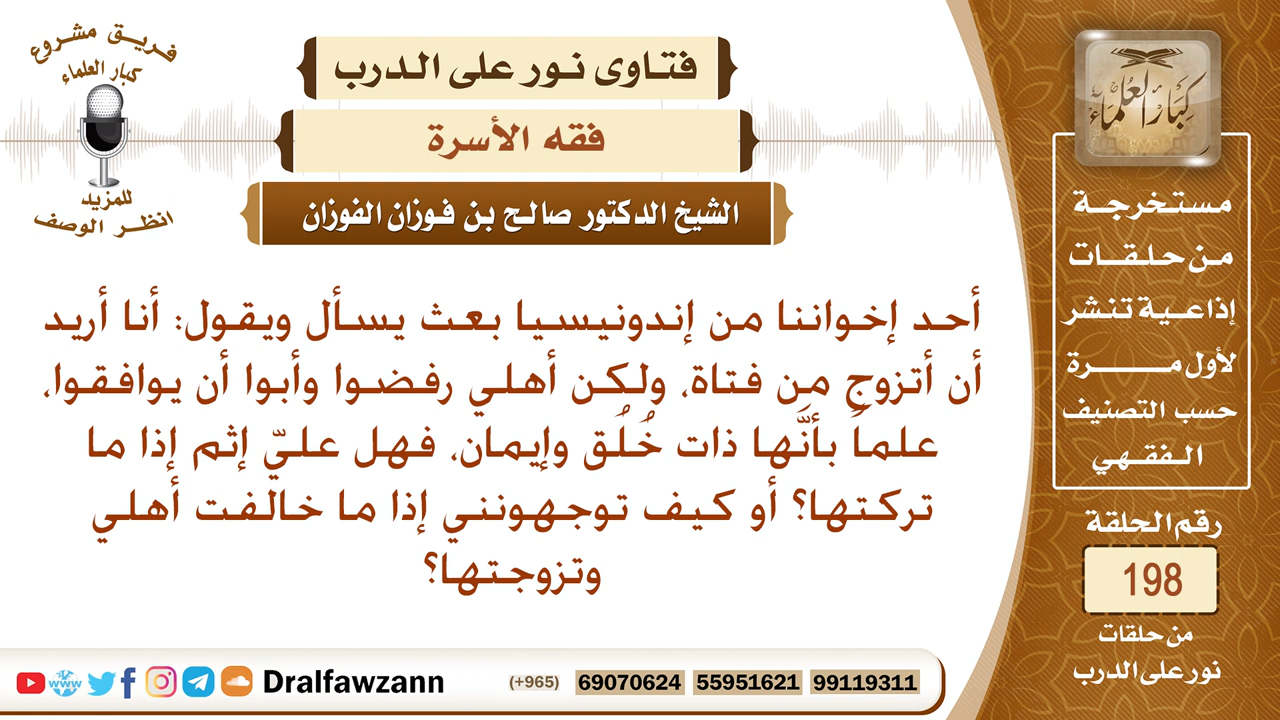 فريق مشروع
كبار العلماء
للمزيد
انظر الوصف
فتاوى نور على الدرب
فقه الأسرة
الشيخ الدكتور صالح بن فوزان الفوزان
أحد إخواننا من إندونيسيا بعث يسأل ويقول: أنا أريد
أن أتزوج من فتاة، ولكن أهلي رفضوا وأبوا أن يوافقوا،
علماً بأنَّها ذات خُلُق وإيمان، فهل عليّ إثم إذا ما
تركتها؟ أو كيف توجهونني إذا ما خالفت أهلي
وتزوجتها؟
كِبَارُ العُلَمَاءِ
مستخرجة
من حلقات
إذاعية تنشر
لأول مرة
حسب التصنيف
الفقهي
رقم الحلقة
198
من حلقات
نور على الدرب
www
Dralfawzann
(+965) 69070624 55951621 99119311